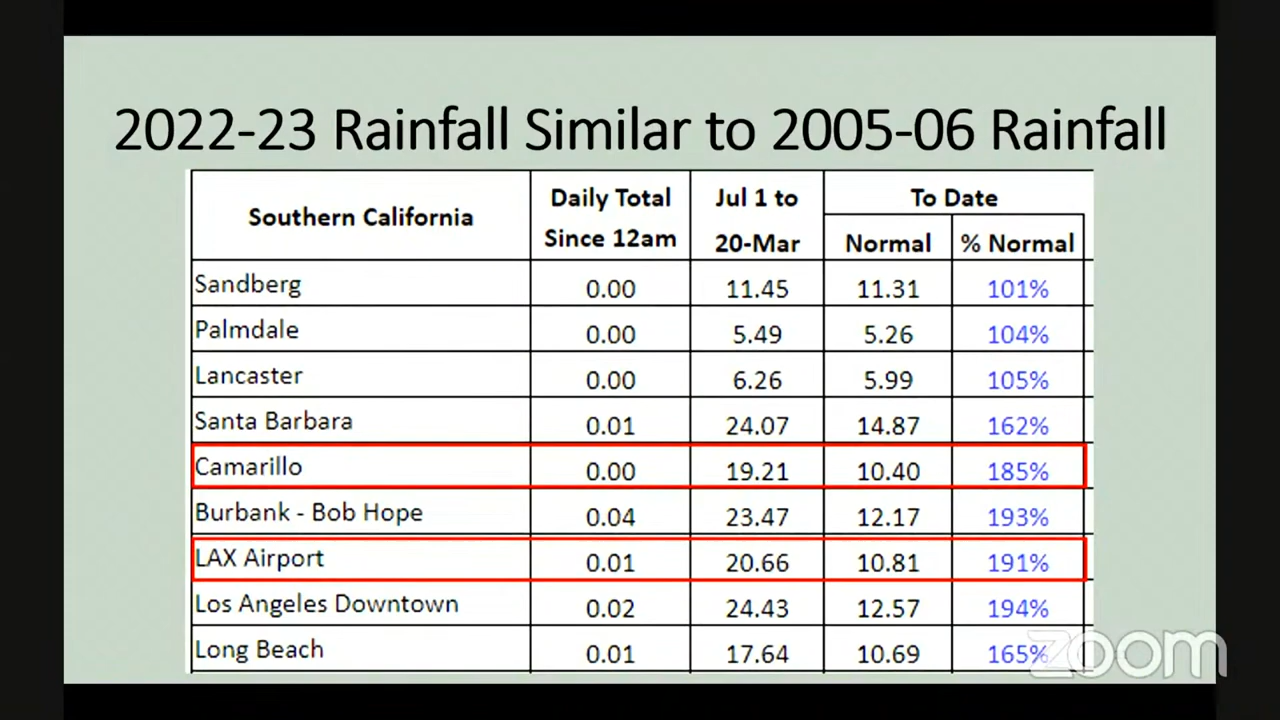 2022-23 Rainfall Similar to 2005-06 Rainfall
Southern California Daily Total Since 12am Jul 1 to 20-Mar To Date Normal % Normal
Sandberg 0.00 11.45 11.31 101%
Palmdale 0.00 5.49 5.26 104%
Lancaster 0.00 6.26 5.99 105%
Santa Barbara 0.01 24.07 14.87 162%
Camarillo 0.00 19.21 10.40 185%
Burbank - Bob Hope 0.04 23.47 12.17 193%
LAX Airport 0.01 20.66 10.81 191%
Los Angeles Downtown 0.02 24.43 12.57 194%
Long Beach 0.01 17.64 10.69 165%
zoom